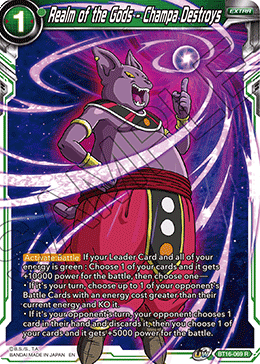 1
Realm of the Gods - Champa Destroys
EXTRA
Activate Battle If your Leader Card and all of your
energy is green : Choose 1 of your cards and it gets
+10000 power for the battle, then choose one—
• If it's your turn, choose up to 1 of your opponent's
Battle Cards with an energy cost greater than their
current energy and KO it.
• If it's your opponent's turn, your opponent chooses 1
card in their hand and discards it, then you choose 1 of
your cards and it gets +5000 power for the battle.
BANDAI MADE IN JAPAN EN
BT16-069 R